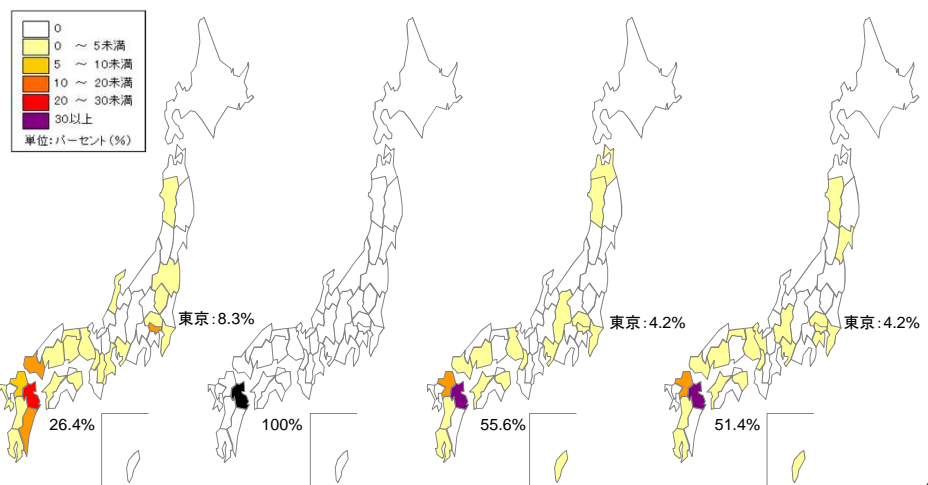 0
0 ～ 5未満
5 ～ 10未満
10 ～ 20未満
20 ～ 30未満
30以上
単位:パーセント(%)
東京:8.3%
東京:4.2%
東京:4.2%
26.4%
100%
55.6%
51.4%